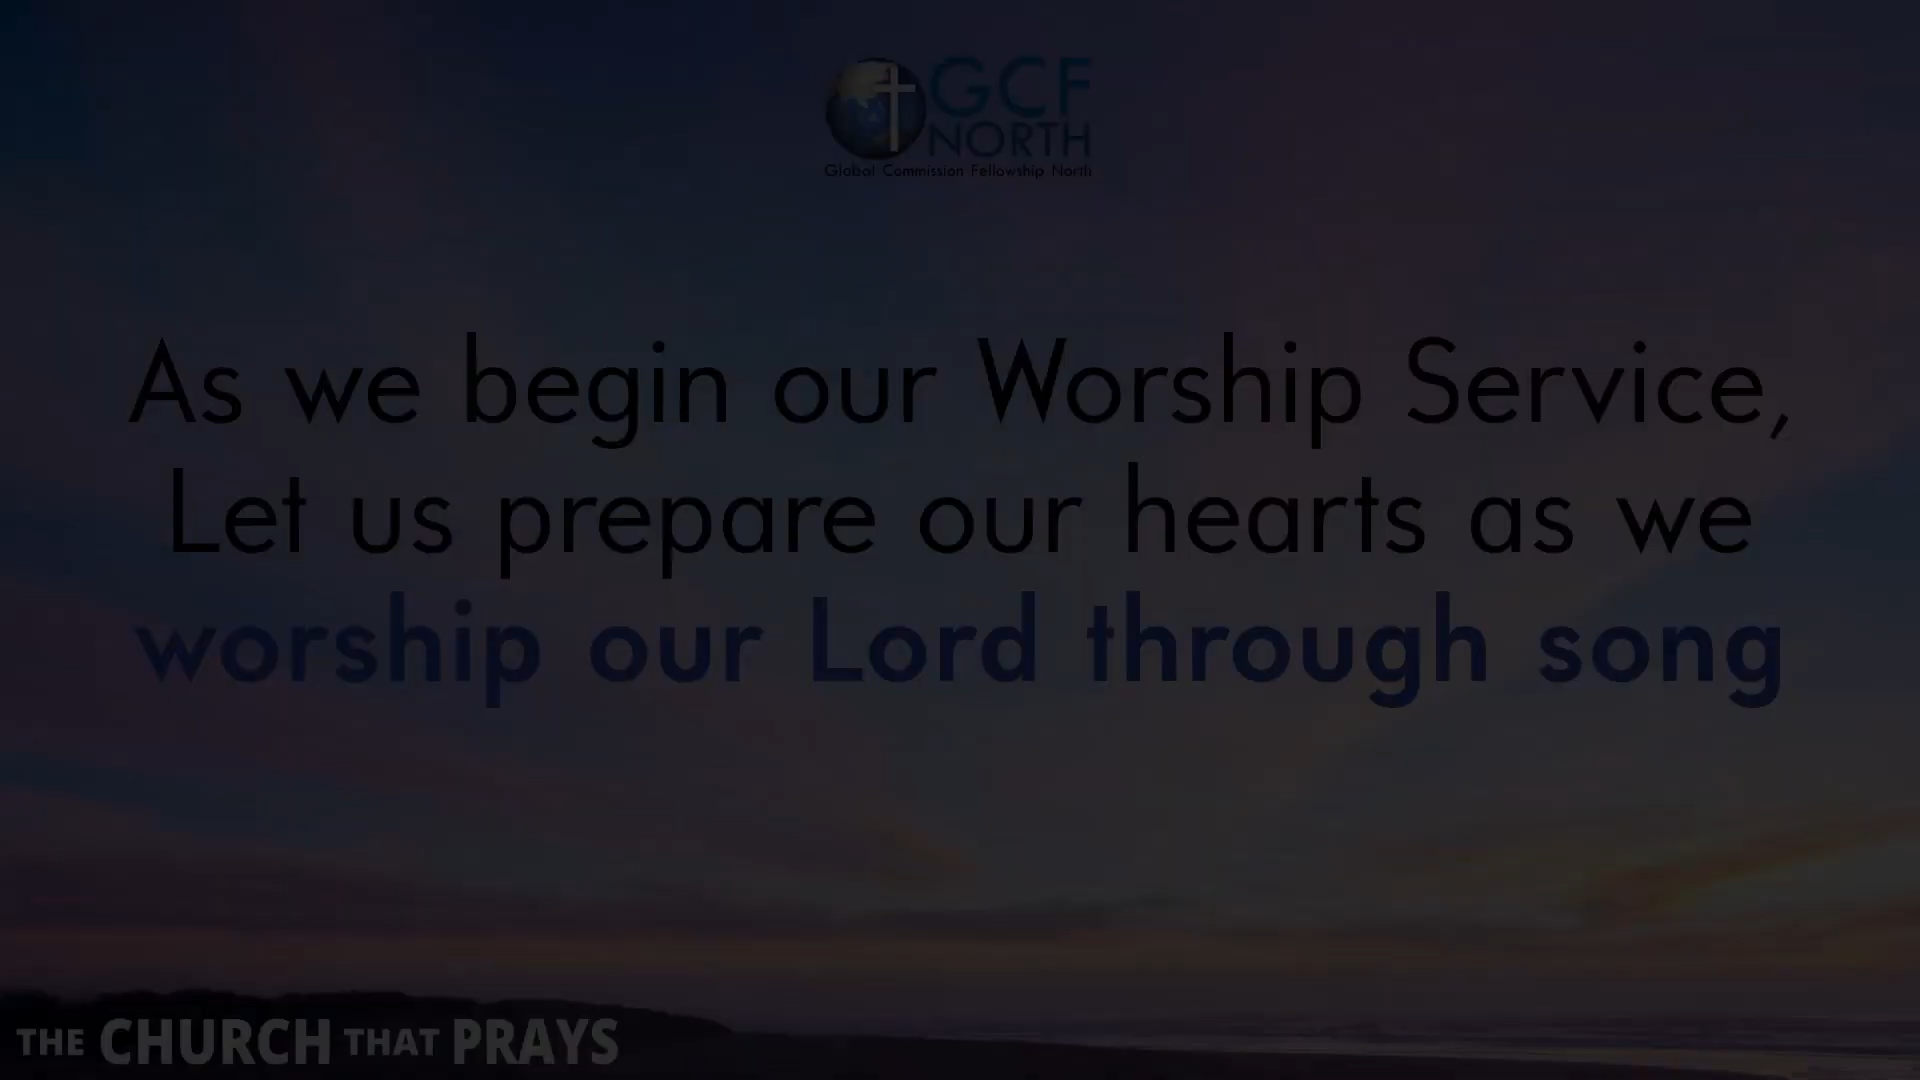 GCF
NORTH
Global Commission Fellowship North
As we begin our Worship Service,
Let us prepare our hearts as we
worship our Lord through song
THE CHURCH THAT PRAYS